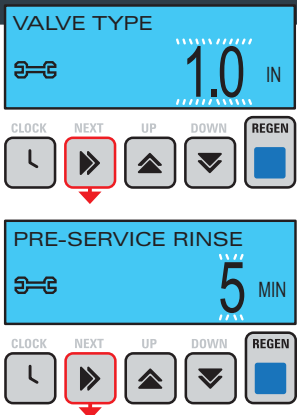 VALVE TYPE
1.0 IN
CLOCK NEXT UP DOWN REGEN
PRE-SERVICE RINSE
5 MIN
CLOCK NEXT UP DOWN REGEN